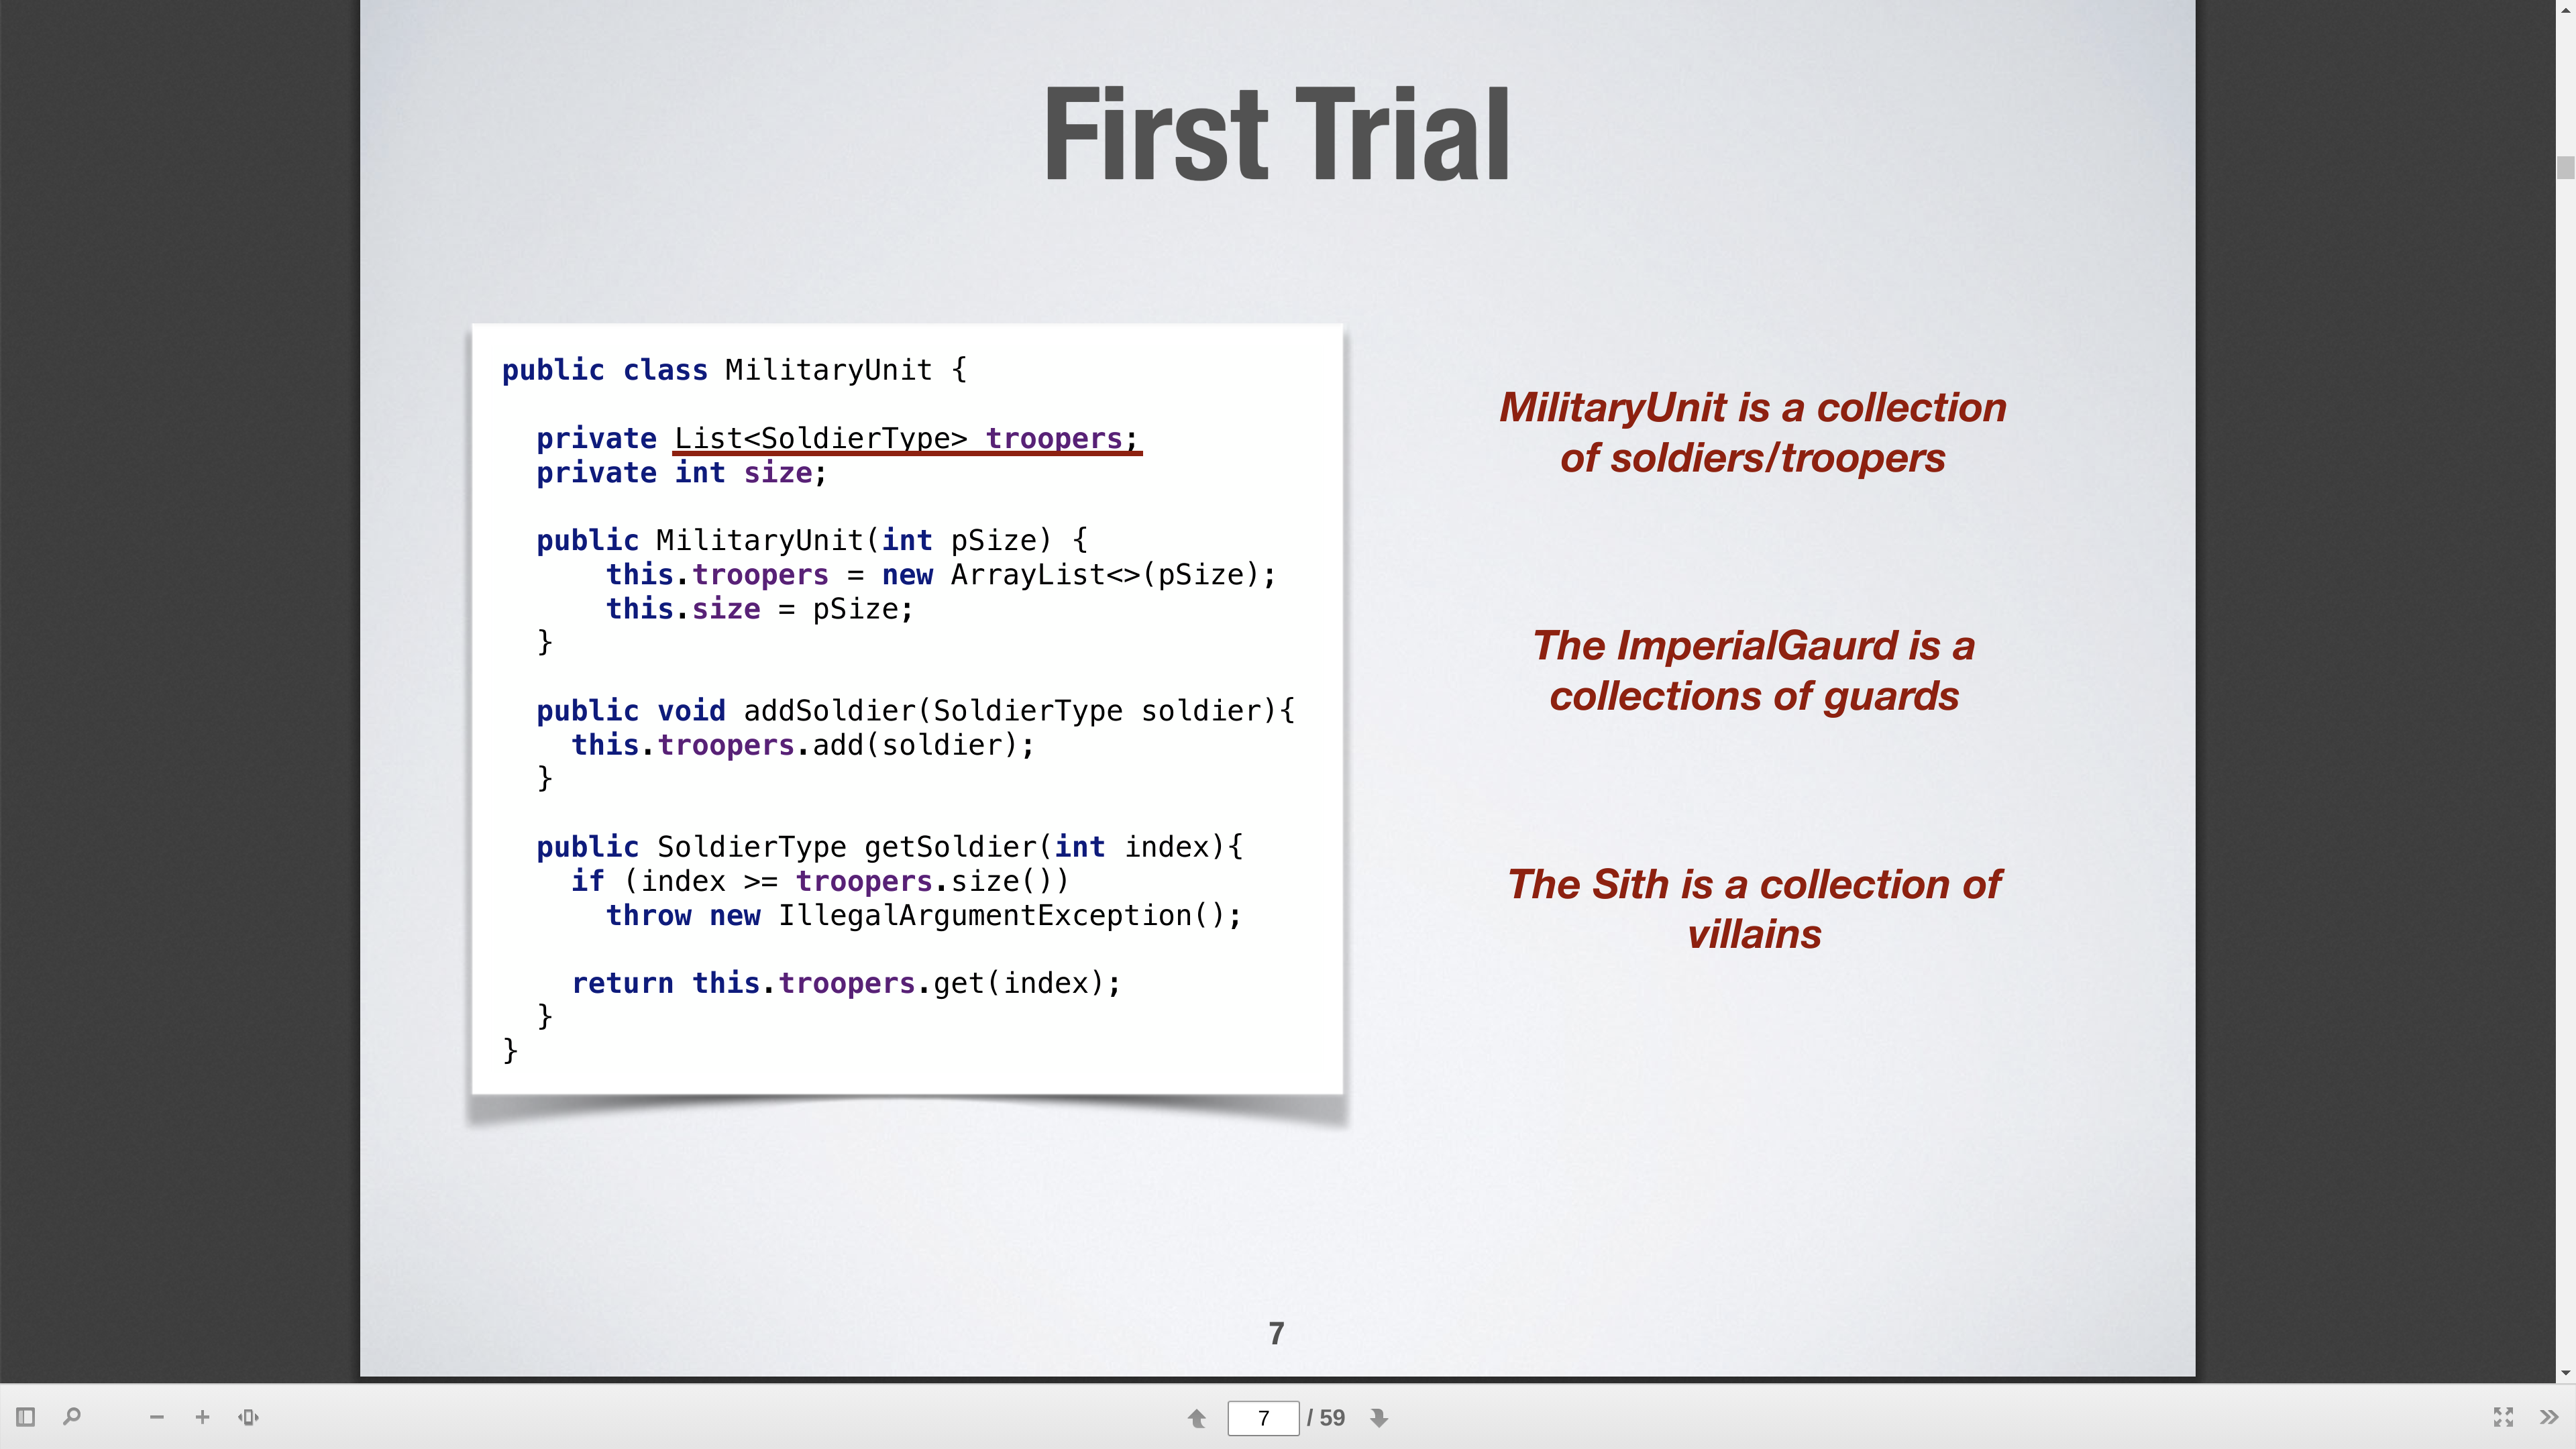 First Trial
public class MilitaryUnit {
private List<SoldierType> troopers;
private int size;
public MilitaryUnit(int pSize) {
this.troopers = new ArrayList<>(pSize);
this.size = pSize;
}
public void addSoldier(SoldierType soldier){
this.troopers.add(soldier);
}
public SoldierType getSoldier(int index){
if (index >= troopers.size())
throw new IllegalArgumentException();
return this.troopers.get(index);
}
}
MilitaryUnit is a collection
of soldiers/troopers
The ImperialGaurd is a
collections of guards
The Sith is a collection of
villains
7
7 / 59